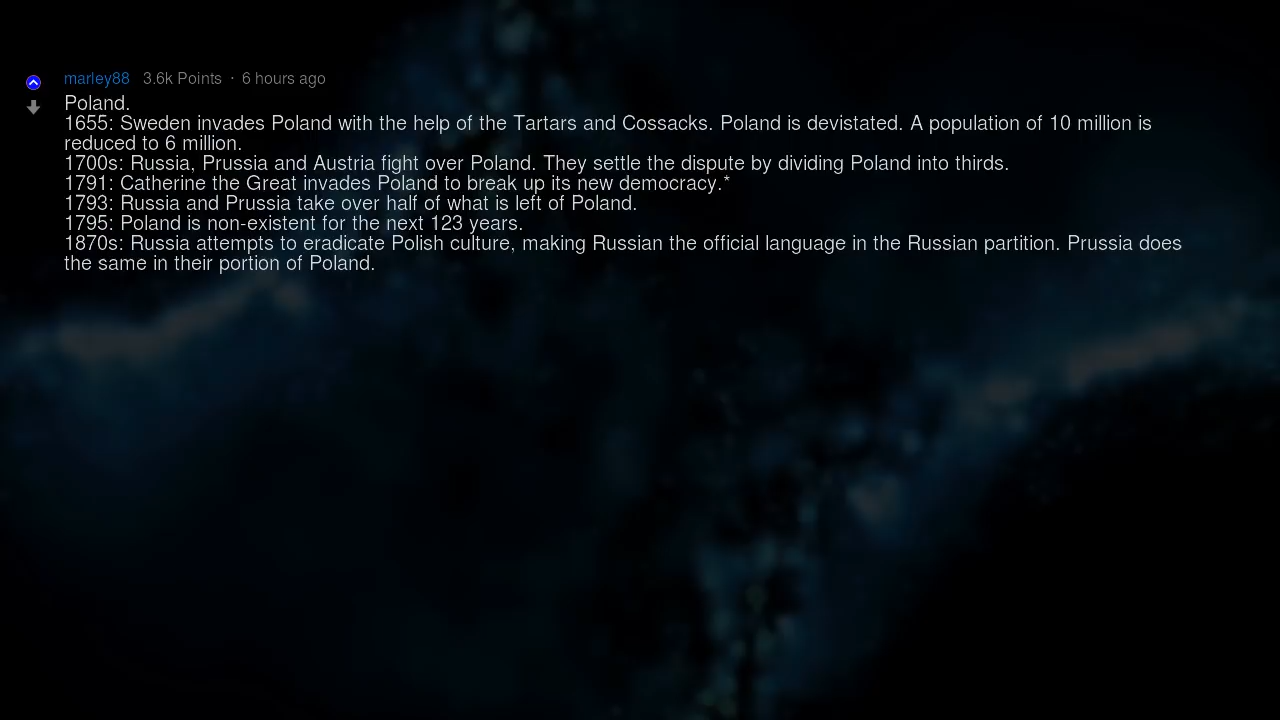 marley88 3.6k Points · 6 hours ago
Poland.
1655: Sweden invades Poland with the help of the Tartars and Cossacks. Poland is devistated. A population of 10 million is
reduced to 6 million.
1700s: Russia, Prussia and Austria fight over Poland. They settle the dispute by dividing Poland into thirds.
1791: Catherine the Great invades Poland to break up its new democracy.*
1793: Russia and Prussia take over half of what is left of Poland.
1795: Poland is non-existent for the next 123 years.
1870s: Russia attempts to eradicate Polish culture, making Russian the official language in the Russian partition. Prussia does
the same in their portion of Poland.